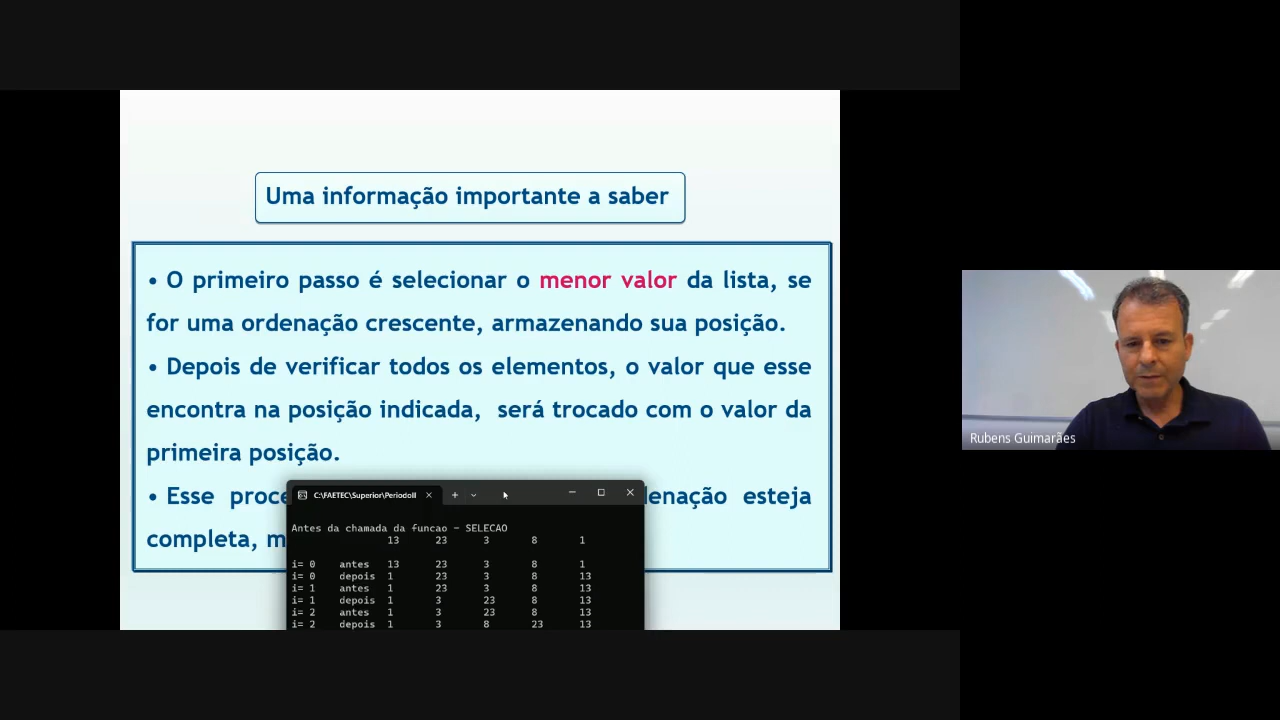 Uma informação importante a saber
• O primeiro passo é selecionar o menor valor da lista, se
for uma ordenação crescente, armazenando sua posição.
• Depois de verificar todos os elementos, o valor que esse
encontra na posição indicada, será trocado com o valor da
primeira posição.
• Esse proce denação esteja
completa, m
C:\FAETEC\Superior\PeriodoII
Antes da chamada da funcao - SELECAO
13 23 3 8 1
i= 0 antes 13 23 3 8 1
i= 0 depois 1 23 3 8 13
i= 1 antes 1 23 3 8 13
i= 1 depois 1 3 23 8 13
i= 2 antes 1 3 23 8 13
i= 2 depois 1 3 8 23 13
Rubens Guimarães